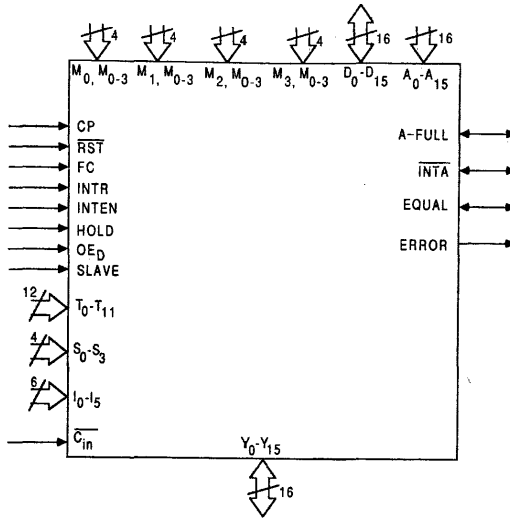 4 4 4 4 16 16
M0, M0-3 M1, M0-3 M2, M0-3 M3, M0-3 D0-D15 A0-A15
CP
RST
FC
INTR
INTEN
HOLD
OED
SLAVE
12 T0-T11
4 S0-S3
6 I0-I5
Cin
A-FULL
INTA
EQUAL
ERROR
Y0-Y15
16